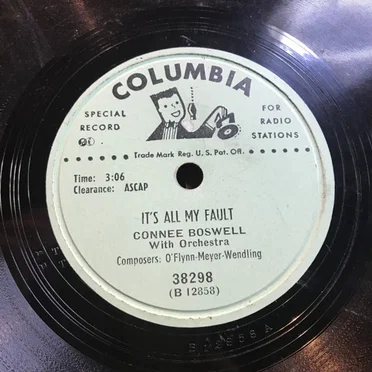 COLUMBIA
SPECIAL RECORD
FOR RADIO STATIONS
Trade Mark Reg. U. S. Pat. Off.
Time: 3:06
Clearance: ASCAP
IT'S ALL MY FAULT
CONNEE BOSWELL
With Orchestra
Composers: O'Flynn-Meyer-Wendling
38298
(B 12858)